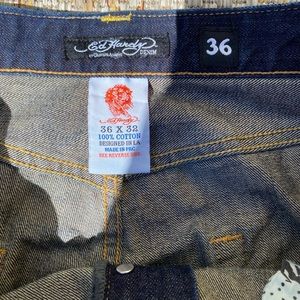 Ed Hardy
DENIM
36
Ed Hardy
36 X 32
100% COTTON
DESIGNED IN LA
MADE IN PRC
SEE REVERSE SIDE